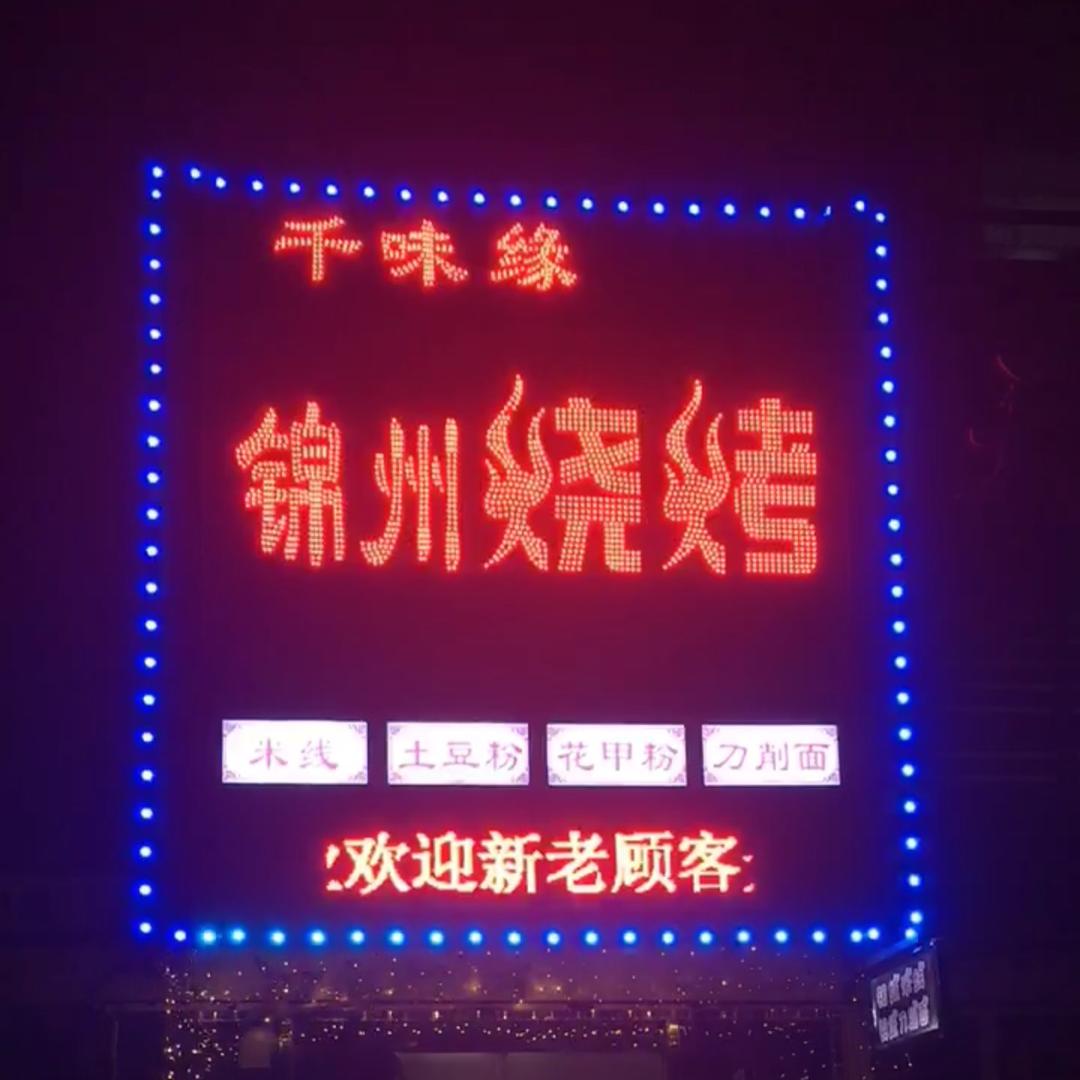 千味缘
锦州烧烤
米线 土豆粉 花甲粉 刀削面
欢迎新老顾客